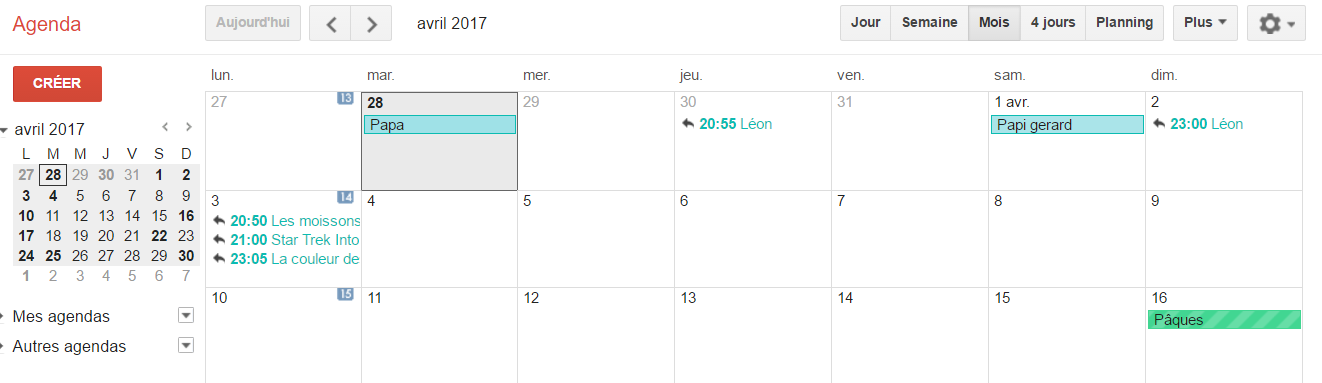 Agenda Aujourd'hui avril 2017 Jour Semaine Mois 4 jours Planning Plus
CRÉER
avril 2017
L M M J V S D
27 28 29 30 31 1 2
3 4 5 6 7 8 9
10 11 12 13 14 15 16
17 18 19 20 21 22 23
24 25 26 27 28 29 30
1 2 3 4 5 6 7
Mes agendas
Autres agendas
lun. mar. mer. jeu. ven. sam. dim.
27 13 28 29 30 31 1 avr. 2
Papa 20:55 Léon Papi gerard 23:00 Léon
3 14 4 5 6 7 8 9
20:50 Les moissons
21:00 Star Trek Into
23:05 La couleur de
10 15 11 12 13 14 15 16
Pâques